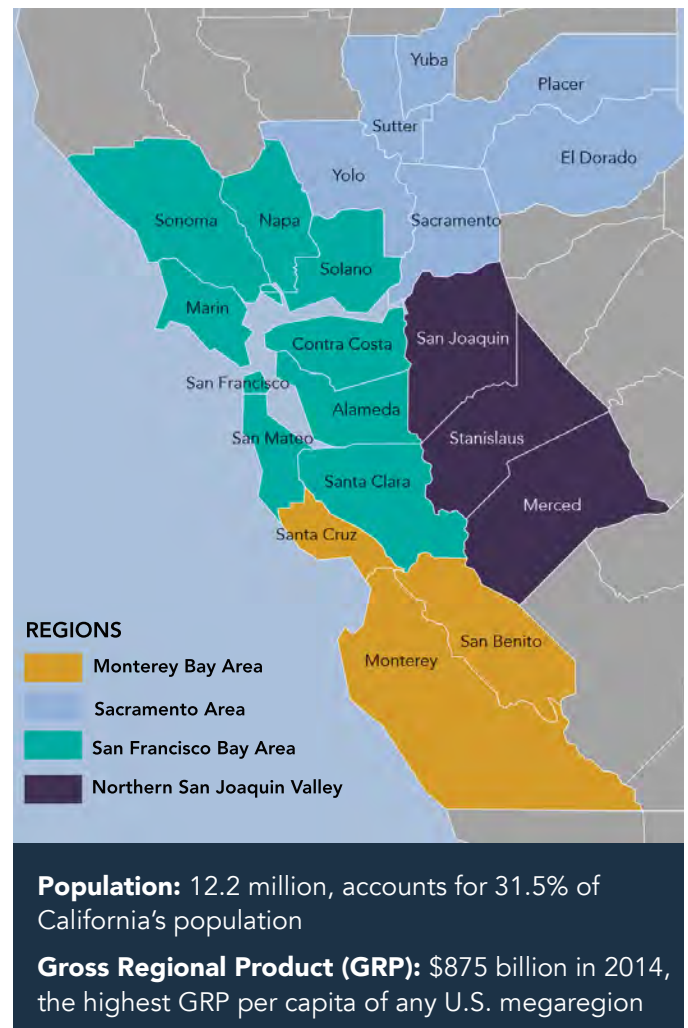 Yuba
Placer
Sutter
El Dorado
Yolo
Sacramento
Sonoma
Napa
Solano
Marin
San Joaquin
Contra Costa
San Francisco
Alameda
San Mateo
Stanislaus
Santa Clara
Merced
Santa Cruz
San Benito
Monterey
REGIONS
Monterey Bay Area
Sacramento Area
San Francisco Bay Area
Northern San Joaquin Valley
Population: 12.2 million, accounts for 31.5% of
California’s population
Gross Regional Product (GRP): $875 billion in 2014,
the highest GRP per capita of any U.S. megaregion